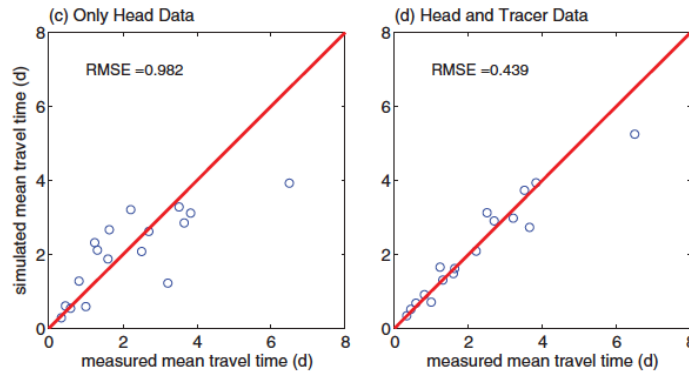 (c) Only Head Data
(d) Head and Tracer Data
8
RMSE =0.982
6
4
2
0
0 2 4 6 8
simulated mean travel time (d)
measured mean travel time (d)
8
RMSE =0.439
6
4
2
0
0 2 4 6 8
measured mean travel time (d)